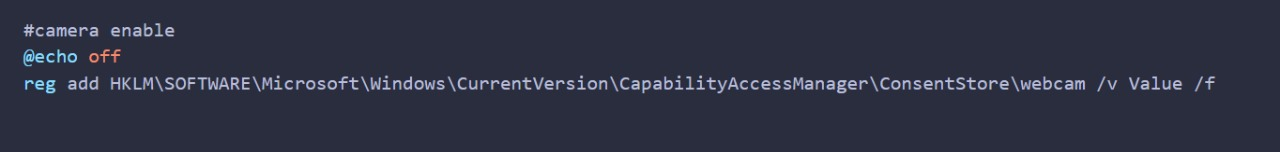 #camera enable
@echo off
reg add HKLM\SOFTWARE\Microsoft\Windows\CurrentVersion\CapabilityAccessManager\ConsentStore\webcam /v Value /f